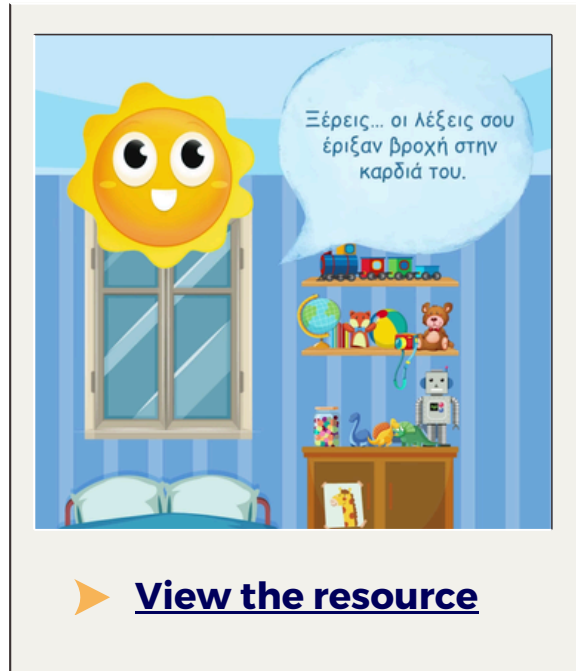 Ξέρεις... οι λέξεις σου
έριξαν βροχή στην
καρδιά του.
View the resource